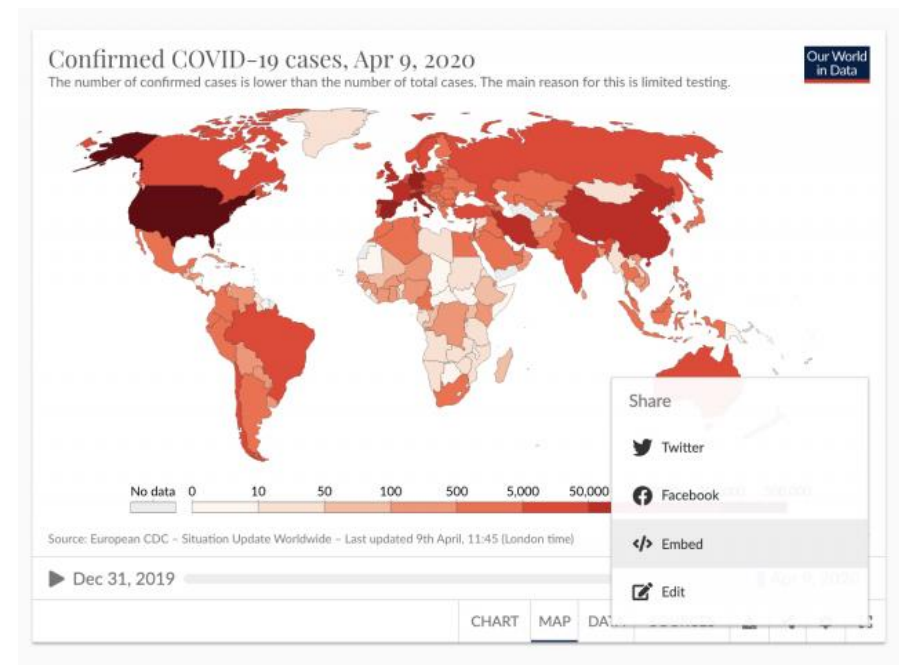 Confirmed COVID-19 cases, Apr 9, 2020
The number of confirmed cases is lower than the number of total cases. The main reason for this is limited testing.
Our World
in Data
Share
Twitter
Facebook
Embed
Edit
No data 0 10 50 100 500 5,000 50,000
Source: European CDC – Situation Update Worldwide – Last updated 9th April, 11:45 (London time)
Dec 31, 2019
CHART MAP